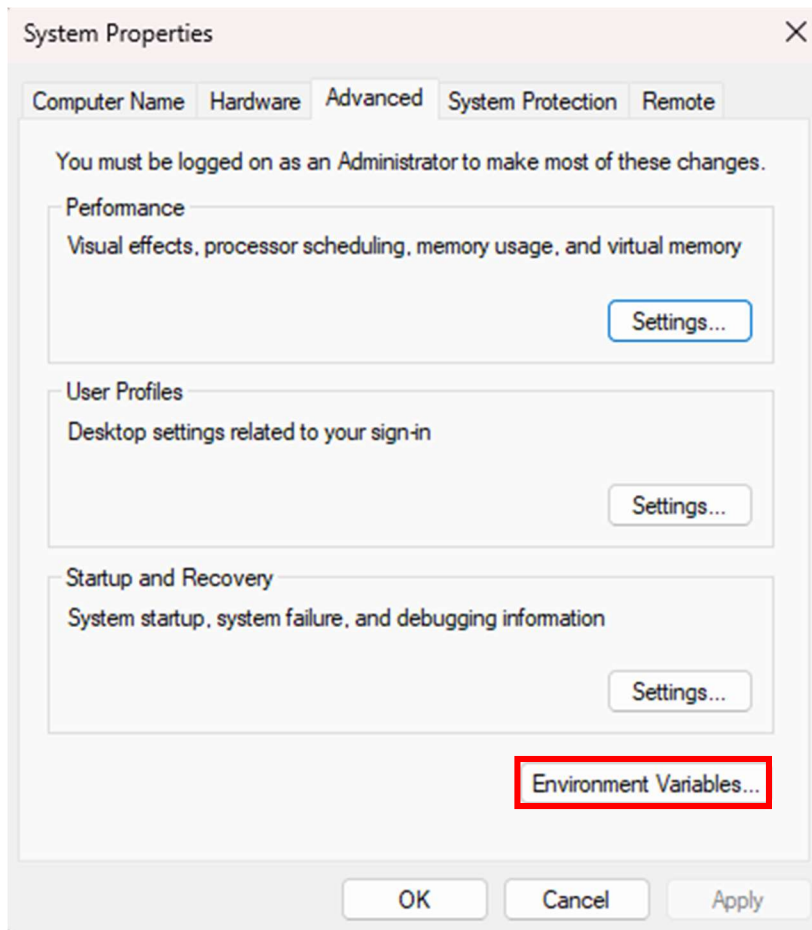 System Properties
Computer Name Hardware Advanced System Protection Remote
You must be logged on as an Administrator to make most of these changes.
Performance
Visual effects, processor scheduling, memory usage, and virtual memory
Settings...
User Profiles
Desktop settings related to your sign-in
Settings...
Startup and Recovery
System startup, system failure, and debugging information
Settings...
Environment Variables...
OK Cancel Apply